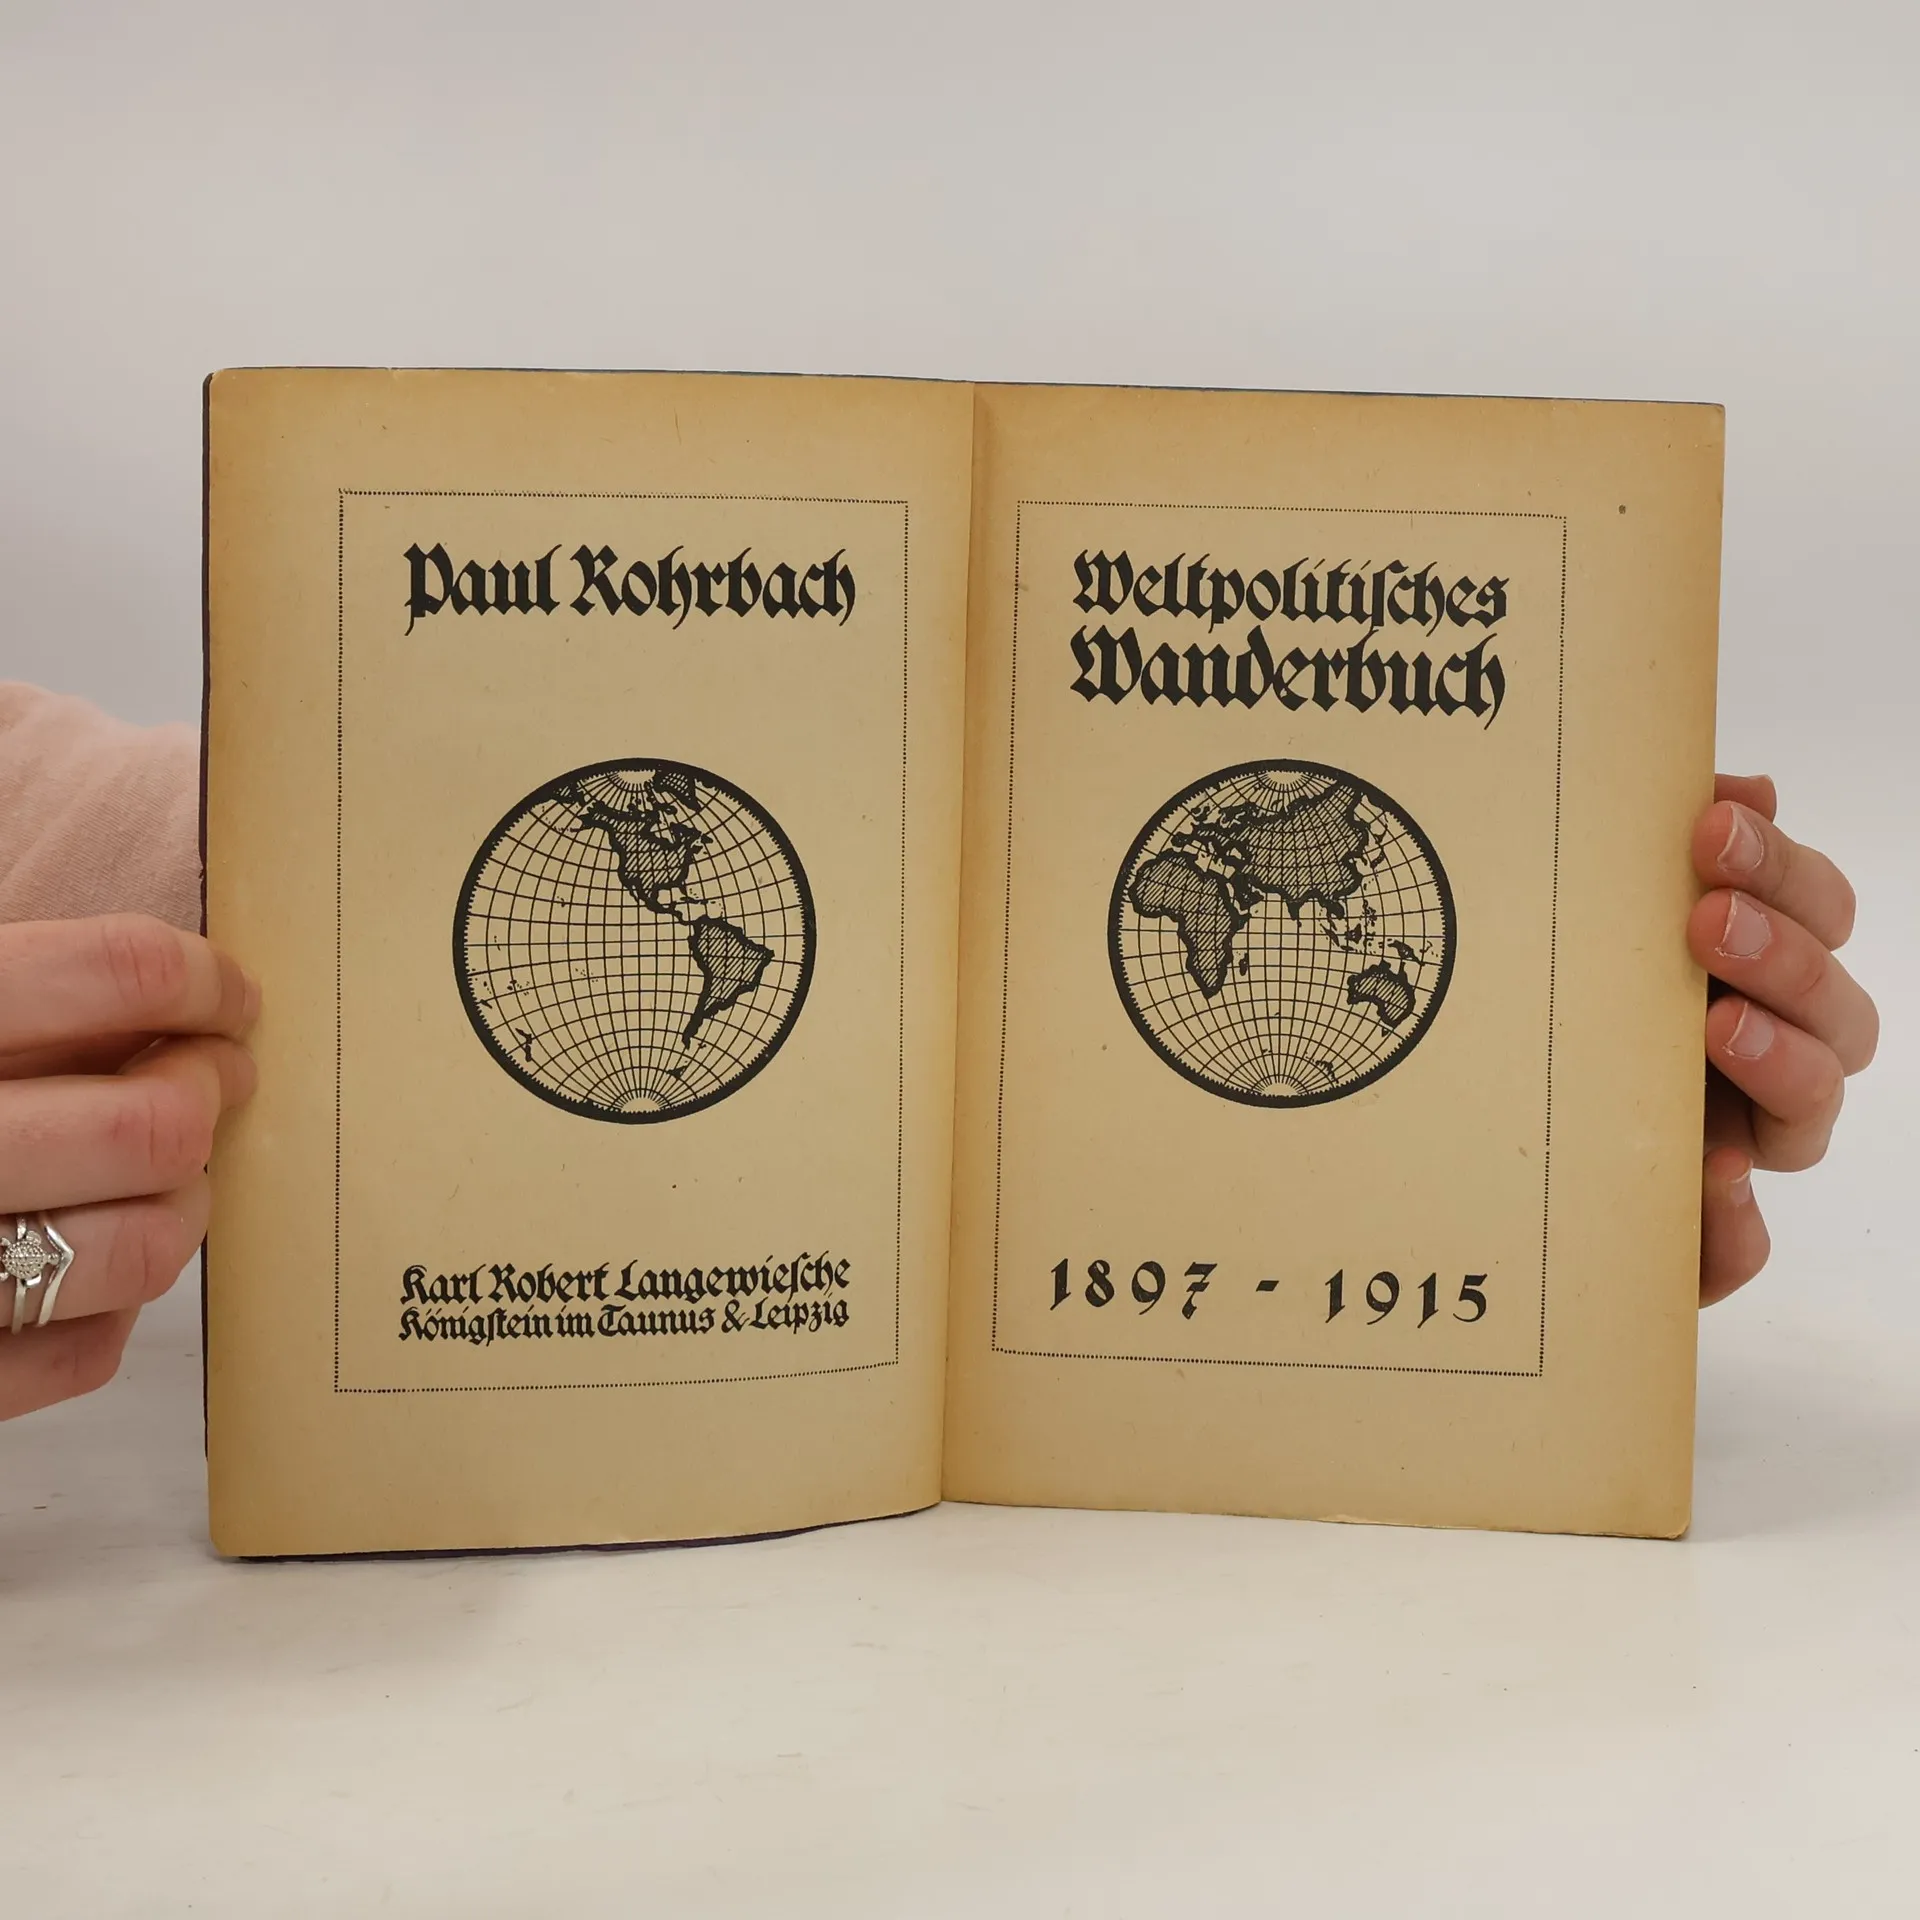 Paul Rohrbach
Karl Robert Langewieſche
Königſtein im Taunus & Leipzig
Weltpolitiſches
Wanderbuch
1897 - 1915